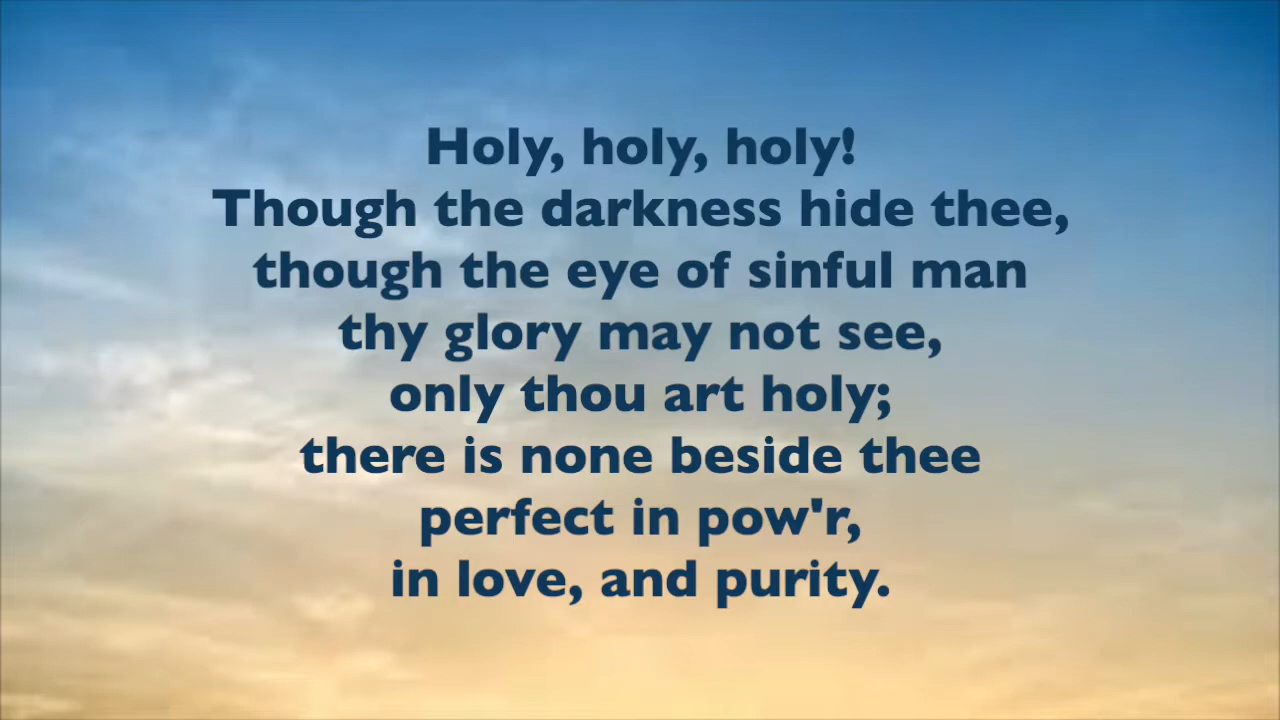 Holy, holy, holy!
Though the darkness hide thee,
though the eye of sinful man
thy glory may not see,
only thou art holy;
there is none beside thee
perfect in pow'r,
in love, and purity.